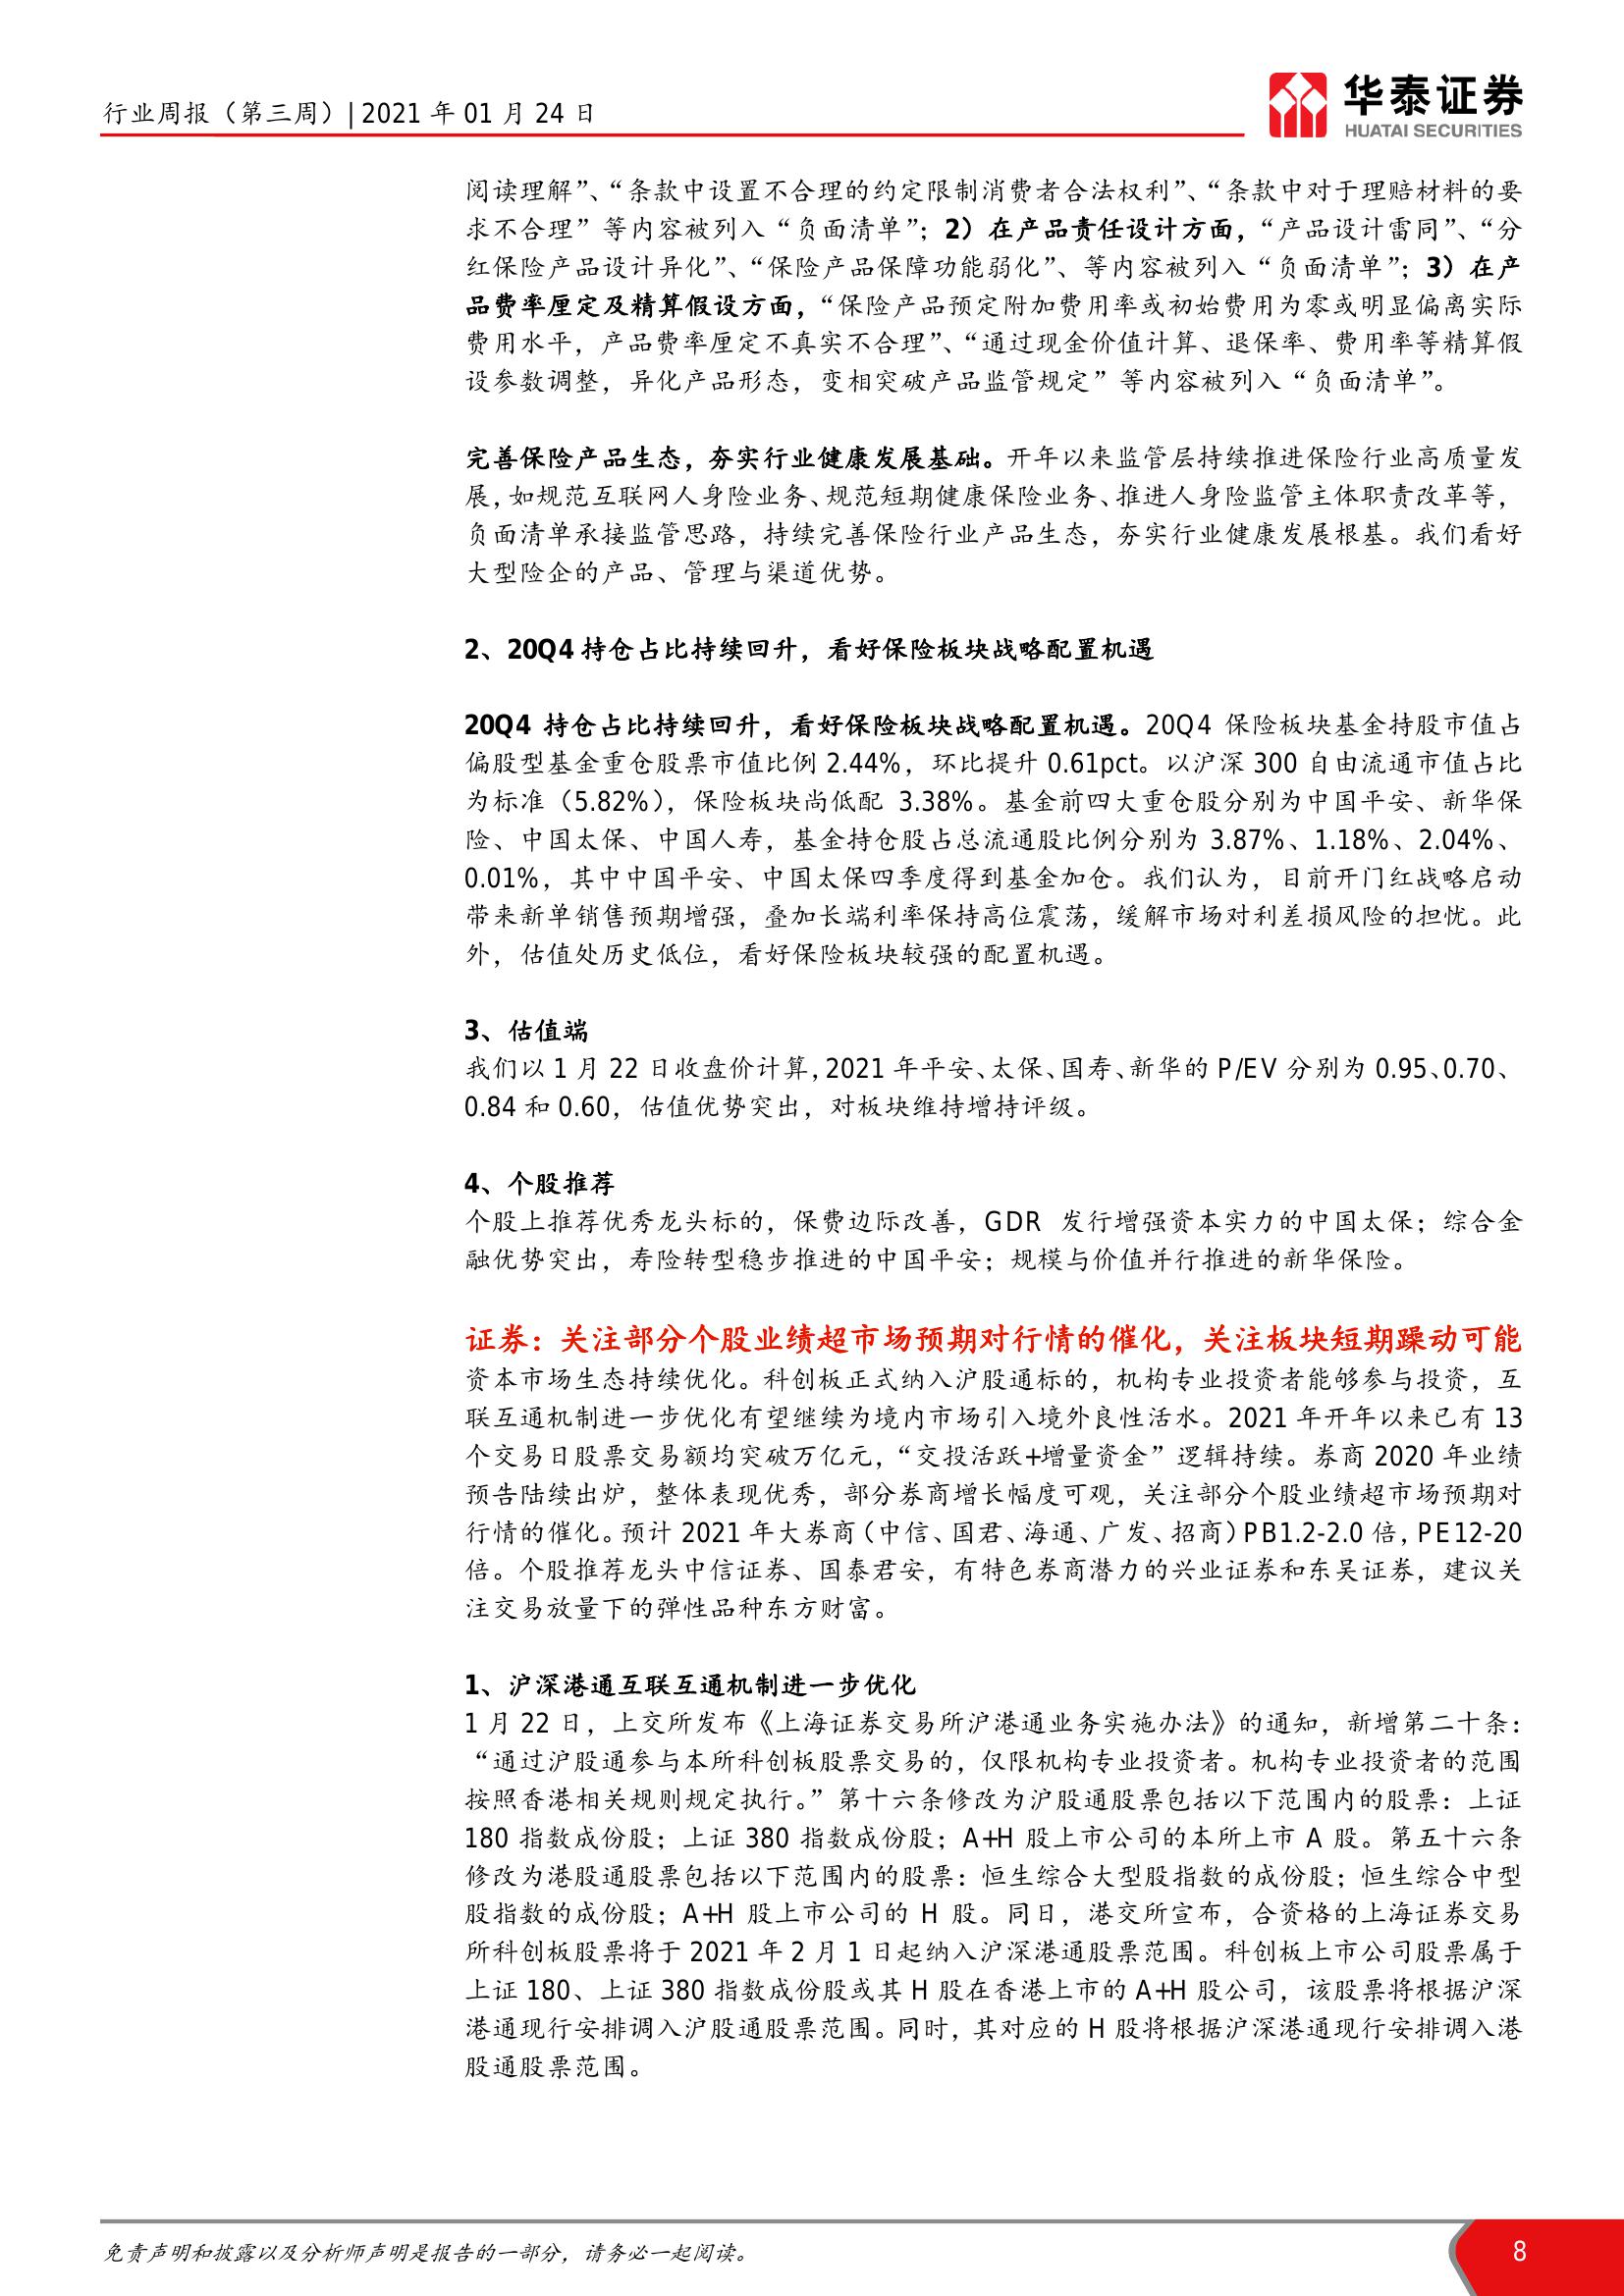 行业周报（第三周）| 2021 年 01 月 24 日
华泰证券
HUATAI SECURITIES
阅读理解”、“条款中设置不合理的约定限制消费者合法权利”、“条款中对于理赔材料的要
求不合理”等内容被列入“负面清单”；2）在产品责任设计方面，“产品设计雷同”、“分
红保险产品设计异化”、“保险产品保障功能弱化”、等内容被列入“负面清单”；3）在产
品费率厘定及精算假设方面，“保险产品预定附加费用率或初始费用为零或明显偏离实际
费用水平，产品费率厘定不真实不合理”、“通过现金价值计算、退保率、费用率等精算假
设参数调整，异化产品形态，变相突破产品监管规定”等内容被列入“负面清单”。
完善保险产品生态，夯实行业健康发展基础。开年以来监管层持续推进保险行业高质量发
展，如规范互联网人身险业务、规范短期健康保险业务、推进人身险监管主体职责改革等，
负面清单承接监管思路，持续完善保险行业产品生态，夯实行业健康发展根基。我们看好
大型险企的产品、管理与渠道优势。
2、20Q4 持仓占比持续回升，看好保险板块战略配置机遇
20Q4 持仓占比持续回升，看好保险板块战略配置机遇。20Q4 保险板块基金持股市值占
偏股型基金重仓股票市值比例 2.44%，环比提升 0.61pct。以沪深 300 自由流通市值占比
为标准（5.82%），保险板块尚低配 3.38%。基金前四大重仓股分别为中国平安、新华保
险、中国太保、中国人寿，基金持仓股占总流通股比例分别为 3.87%、1.18%、2.04%、
0.01%，其中中国平安、中国太保四季度得到基金加仓。我们认为，目前开门红战略启动
带来新单销售预期增强，叠加长端利率保持高位震荡，缓解市场对利差损风险的担忧。此
外，估值处历史低位，看好保险板块较强的配置机遇。
3、估值端
我们以 1 月 22 日收盘价计算，2021 年平安、太保、国寿、新华的 P/EV 分别为 0.95、0.70、
0.84 和 0.60，估值优势突出，对板块维持增持评级。
4、个股推荐
个股上推荐优秀龙头标的，保费边际改善，GDR 发行增强资本实力的中国太保；综合金
融优势突出，寿险转型稳步推进的中国平安；规模与价值并行推进的新华保险。
证券：关注部分个股业绩超市场预期对行情的催化，关注板块短期躁动可能
资本市场生态持续优化。科创板正式纳入沪股通标的，机构专业投资者能够参与投资，互
联互通机制进一步优化有望继续为境内市场引入境外良性活水。2021 年开年以来已有 13
个交易日股票交易额均突破万亿元，“交投活跃+增量资金”逻辑持续。券商 2020 年业绩
预告陆续出炉，整体表现优秀，部分券商增长幅度可观，关注部分个股业绩超市场预期对
行情的催化。预计 2021 年大券商（中信、国君、海通、广发、招商）PB1.2-2.0 倍，PE12-20
倍。个股推荐龙头中信证券、国泰君安，有特色券商潜力的兴业证券和东吴证券，建议关
注交易放量下的弹性品种东方财富。
1、沪深港通互联互通机制进一步优化
1 月 22 日，上交所发布《上海证券交易所沪港通业务实施办法》的通知，新增第二十条：
“通过沪股通参与本所科创板股票交易的，仅限机构专业投资者。机构专业投资者的范围
按照香港相关规则规定执行。”第十六条修改为沪股通股票包括以下范围内的股票：上证
180 指数成份股；上证 380 指数成份股；A+H 股上市公司的本所上市 A 股。第五十六条
修改为港股通股票包括以下范围内的股票：恒生综合大型股指数的成份股；恒生综合中型
股指数的成份股；A+H 股上市公司的 H 股。同日，港交所宣布，合资格的上海证券交易
所科创板股票将于 2021 年 2 月 1 日起纳入沪深港通股票范围。科创板上市公司股票属于
上证 180、上证 380 指数成份股或其 H 股在香港上市的 A+H 股公司，该股票将根据沪深
港通现行安排调入沪股通股票范围。同时，其对应的 H 股将根据沪深港通现行安排调入港
股通股票范围。
免责声明和披露以及分析师声明是报告的一部分，请务必一起阅读。
8